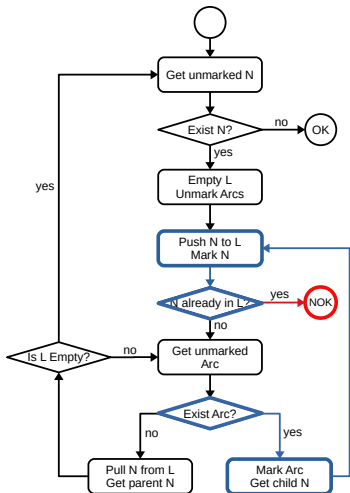 Get unmarked N
Exist N?
no
OK
yes
Empty L
Unmark Arcs
yes
Push N to L
Mark N
N already in L?
yes
NOK
no
Is L Empty?
no
Get unmarked
Arc
Exist Arc?
no
yes
Pull N from L
Get parent N
Mark Arc
Get child N